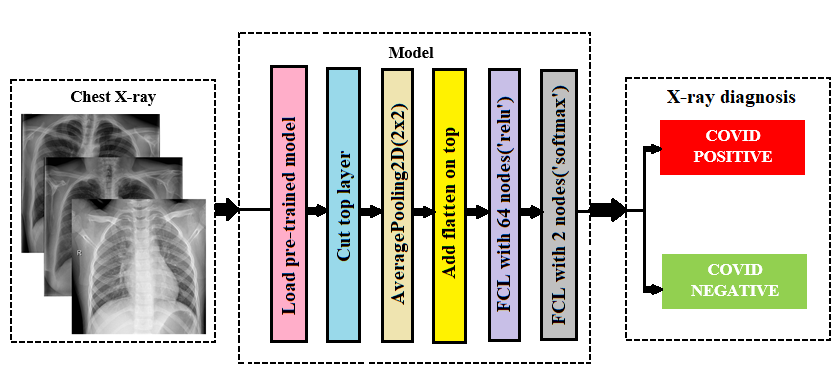 Model
Chest X-ray
R
Load pre-trained model
Cut top layer
AveragePooling2D(2x2)
Add flatten on top
FCL with 64 nodes('relu')
FCL with 2 nodes('softmax')
X-ray diagnosis
COVID
POSITIVE
COVID
NEGATIVE